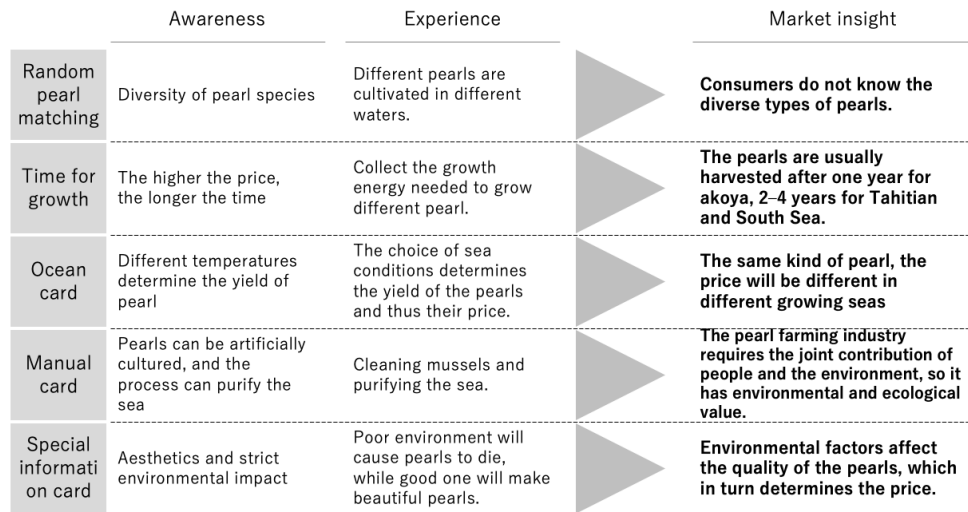 Awareness
Experience
Market insight
Random
pearl
matching
Diversity of pearl species
Different pearls are
cultivated in different
waters.
Consumers do not know the
diverse types of pearls.
Time for
growth
The higher the price,
the longer the time
Collect the growth
energy needed to grow
different pearl.
The pearls are usually
harvested after one year for
akoya, 2–4 years for Tahitian
and South Sea.
Ocean
card
Different temperatures
determine the yield of
pearl
The choice of sea
conditions determines
the yield of the pearls
and thus their price.
The same kind of pearl, the
price will be different in
different growing seas
Manual
card
Pearls can be artificially
cultured, and the
process can purify the
sea
Cleaning mussels and
purifying the sea.
The pearl farming industry
requires the joint contribution of
people and the environment, so it
has environmental and ecological
value.
Special
informati
on card
Aesthetics and strict
environmental impact
Poor environment will
cause pearls to die,
while good one will make
beautiful pearls.
Environmental factors affect
the quality of the pearls, which
in turn determines the price.